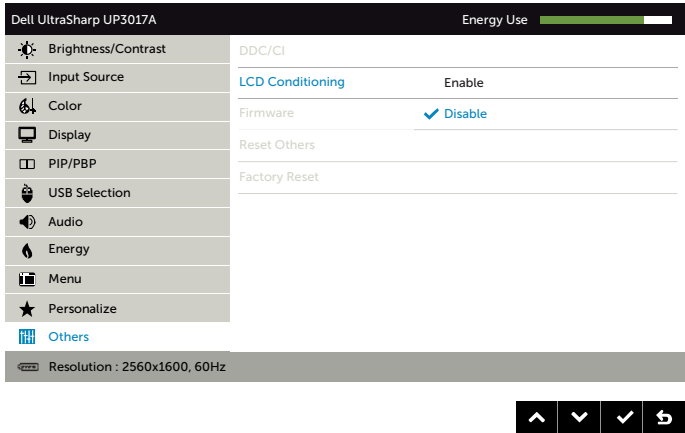 Dell UltraSharp UP3017A
Energy Use
Brightness/Contrast
Input Source
Color
Display
PIP/PBP
USB Selection
Audio
Energy
Menu
Personalize
Others
DDC/CI
LCD Conditioning
Enable
Firmware
Disable
Reset Others
Factory Reset
Resolution : 2560x1600, 60Hz